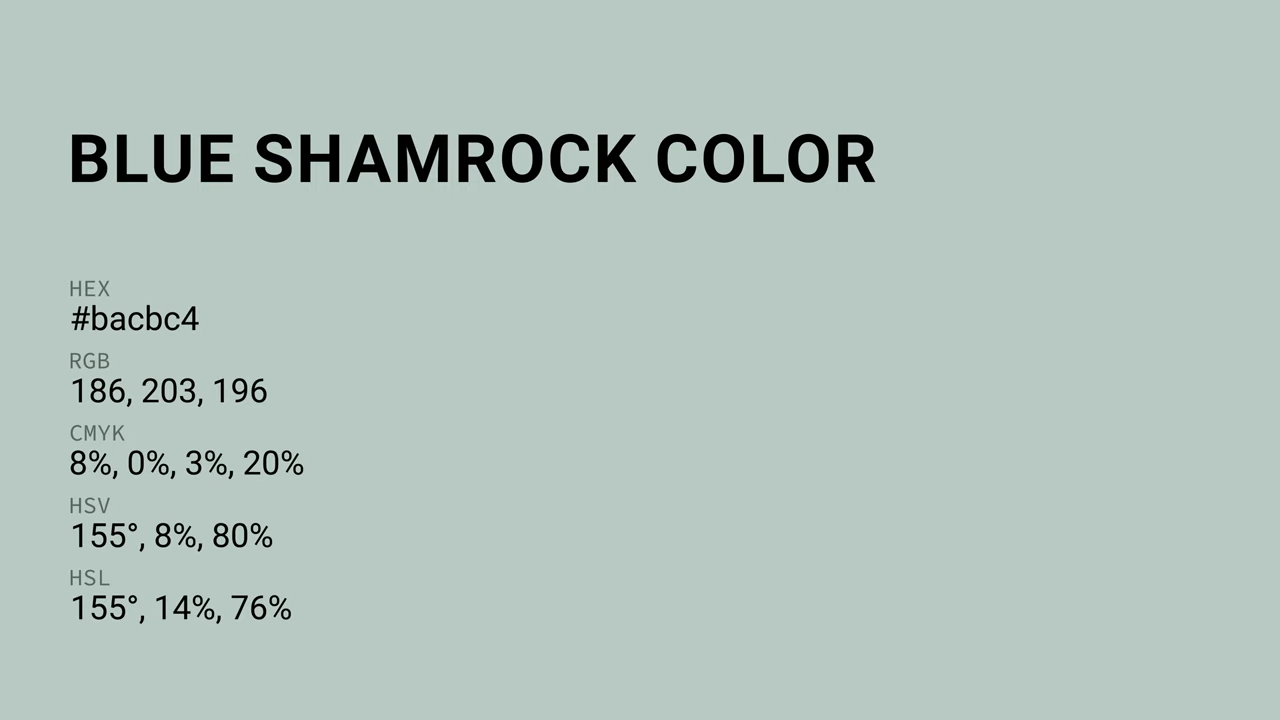 BLUE SHAMROCK COLOR
HEX
#bacbc4
RGB
186, 203, 196
CMYK
8%, 0%, 3%, 20%
HSV
155°, 8%, 80%
HSL
155°, 14%, 76%